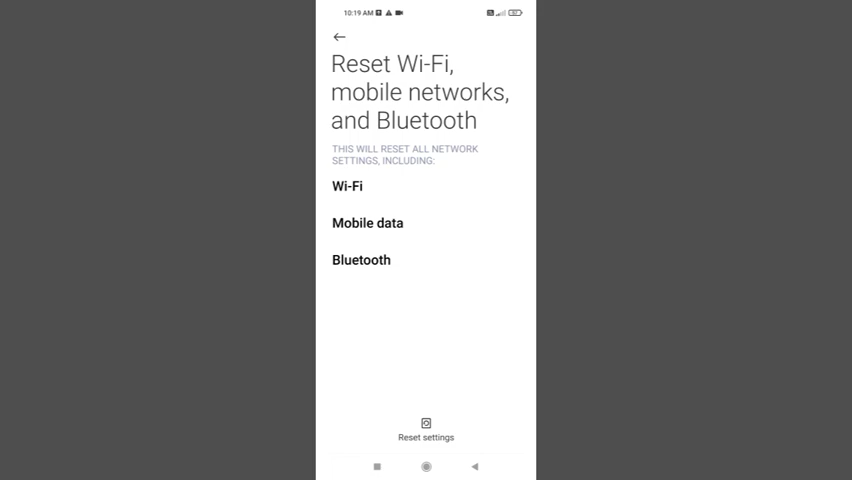 10:19 AM
Reset Wi-Fi,
mobile networks,
and Bluetooth
THIS WILL RESET ALL NETWORK
SETTINGS, INCLUDING:
Wi-Fi
Mobile data
Bluetooth
Reset settings